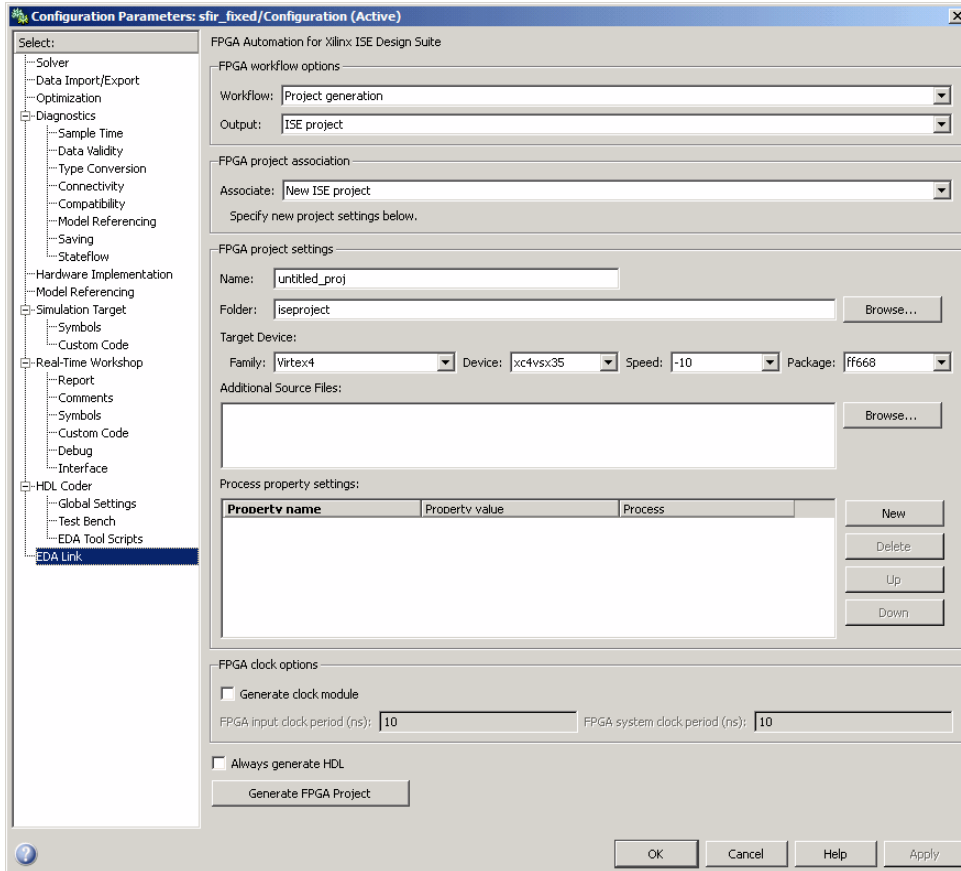 Configuration Parameters: sfir_fixed/Configuration (Active)
Select:
Solver
Data Import/Export
Optimization
Diagnostics
Sample Time
Data Validity
Type Conversion
Connectivity
Compatibility
Model Referencing
Saving
Stateflow
Hardware Implementation
Model Referencing
Simulation Target
Symbols
Custom Code
Real-Time Workshop
Report
Comments
Symbols
Custom Code
Debug
Interface
HDL Coder
Global Settings
Test Bench
EDA Tool Scripts
EDA Link
FPGA Automation for Xilinx ISE Design Suite
FPGA workflow options
Workflow: Project generation
Output: ISE project
FPGA project association
Associate: New ISE project
Specify new project settings below.
FPGA project settings
Name: untitled_proj
Folder: iseproject Browse...
Target Device:
Family: Virtex4 Device: xc4vsx35 Speed: -10 Package: ff668
Additional Source Files:
Browse...
Process property settings:
Property name Property value Process
New
Delete
Up
Down
FPGA clock options
Generate clock module
FPGA input clock period (ns): 10 FPGA system clock period (ns): 10
Always generate HDL
Generate FPGA Project
OK Cancel Help Apply